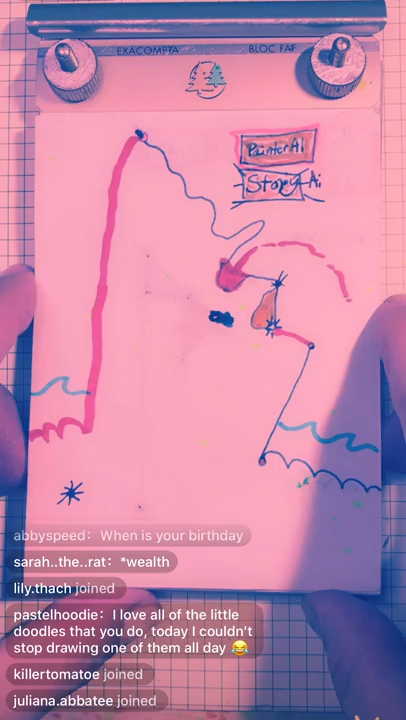 EXACOMPTA BLOC FAF
PainterAi
StoryAi
abbyspeed: When is your birthday
sarah..the..rat: *wealth
lily.thach joined
pastelhoodie: I love all of the little
doodles that you do, today I couldn't
stop drawing one of them all day 😂
killertomatoe joined
juliana.abbatee joined